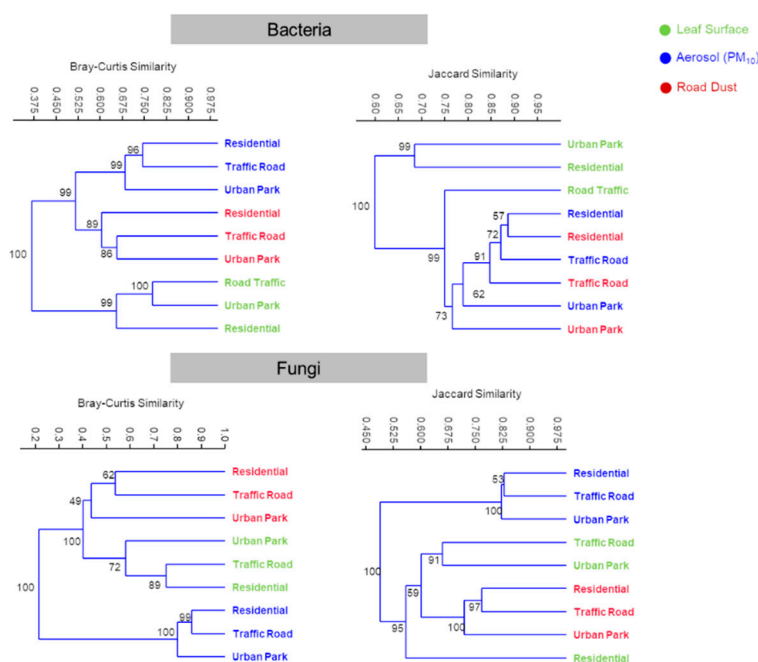 Bacteria
Leaf Surface
Aerosol (PM₁₀)
Road Dust
Bray-Curtis Similarity
0.375 0.450 0.525 0.600 0.675 0.750 0.825 0.900 0.975
Residential
Traffic Road
Urban Park
Residential
Traffic Road
Urban Park
Road Traffic
Urban Park
Residential
96
99
99
89
86
100
100
99
Jaccard Similarity
0.60 0.65 0.70 0.75 0.80 0.85 0.90 0.95
Urban Park
Residential
Road Traffic
Residential
Residential
Traffic Road
Traffic Road
Urban Park
Urban Park
99
100
57
72
91
99
62
73
Fungi
Bray-Curtis Similarity
0.2 0.3 0.4 0.5 0.6 0.7 0.8 0.9 1.0
Residential
Traffic Road
Urban Park
Urban Park
Traffic Road
Residential
Residential
Traffic Road
Urban Park
62
49
100
72
89
100
99
100
Jaccard Similarity
0.450 0.525 0.600 0.675 0.750 0.825 0.900 0.975
Residential
Traffic Road
Urban Park
Traffic Road
Urban Park
Residential
Traffic Road
Urban Park
Residential
53
100
91
100
59
97
100
95